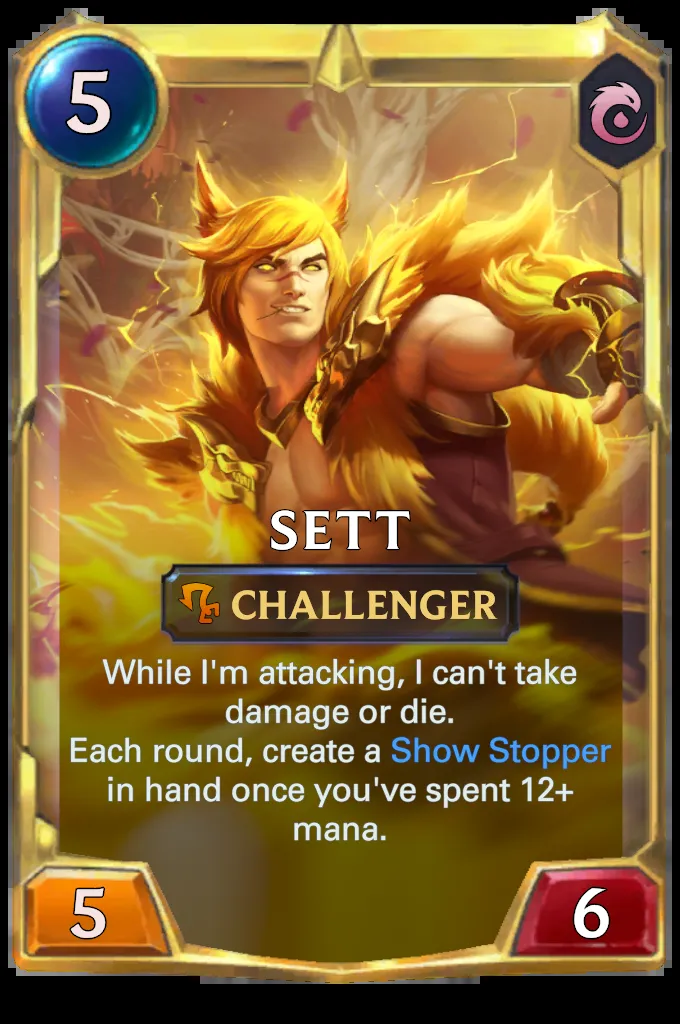 5
SETT
CHALLENGER
While I'm attacking, I can't take
damage or die.
Each round, create a Show Stopper
in hand once you've spent 12+
mana.
5
6